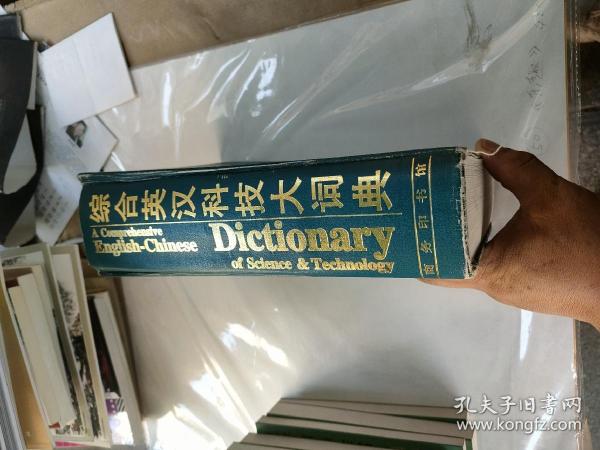 综合英汉科技大词典
A Comprehensive
English-Chinese
Dictionary
of Science & Technology
商务印书馆
孔夫子旧书网
kongfz.com